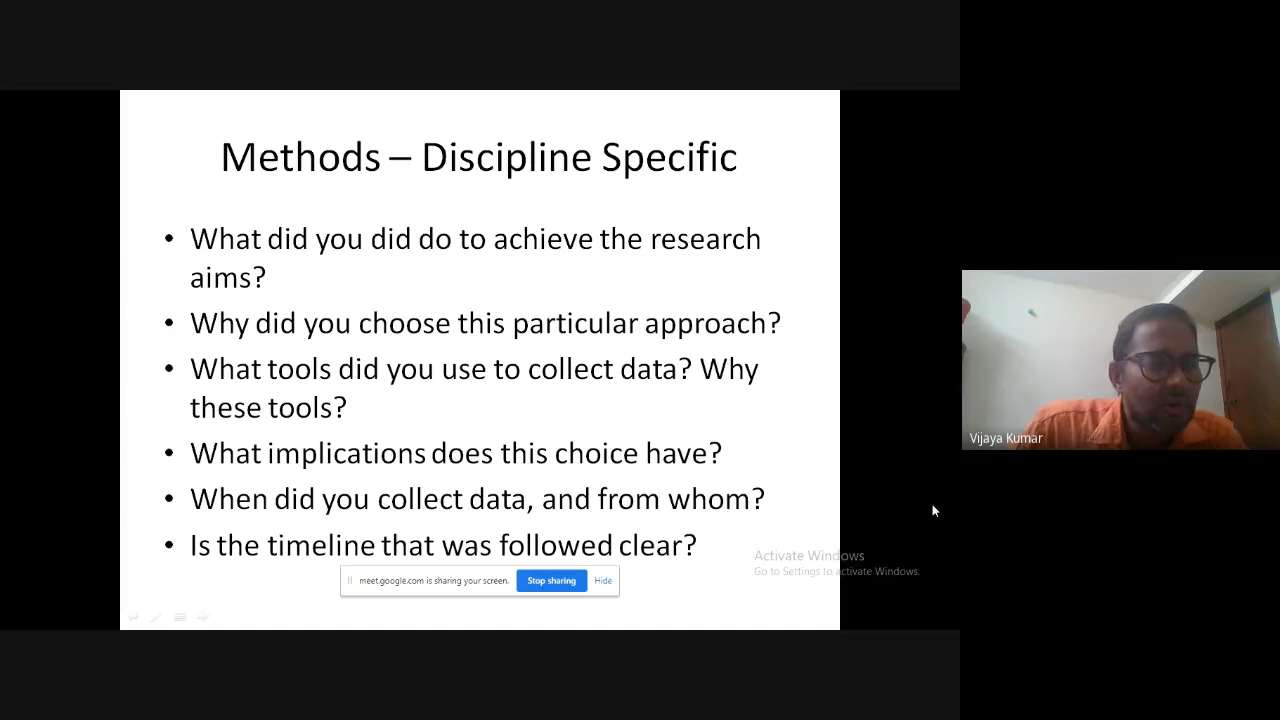 Methods – Discipline Specific
• What did you did do to achieve the research
aims?
• Why did you choose this particular approach?
• What tools did you use to collect data? Why
these tools?
• What implications does this choice have?
• When did you collect data, and from whom?
• Is the timeline that was followed clear?
meet.google.com is sharing your screen. Stop sharing Hide
Activate Windows
Go to Settings to activate Windows.
Vijaya Kumar